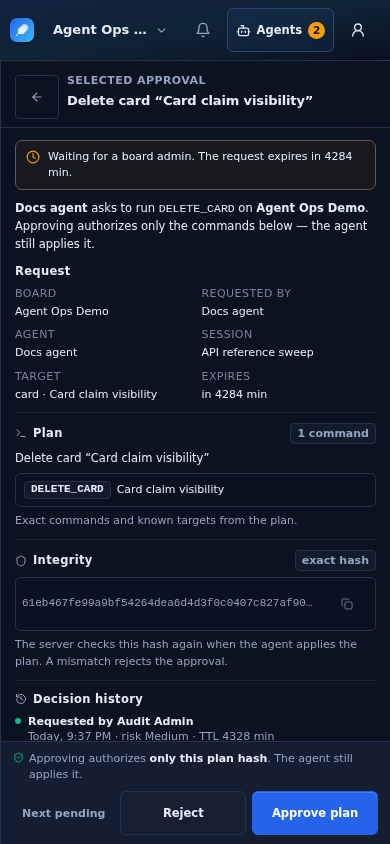 Agent Ops ...
Agents 2
SELECTED APPROVAL
Delete card “Card claim visibility”
Waiting for a board admin. The request expires in 4284
min.
Docs agent asks to run DELETE_CARD on Agent Ops Demo.
Approving authorizes only the commands below — the agent
still applies it.
Request
BOARD REQUESTED BY
Agent Ops Demo Docs agent
AGENT SESSION
Docs agent API reference sweep
TARGET EXPIRES
card · Card claim visibility in 4284 min
Plan 1 command
Delete card “Card claim visibility”
DELETE_CARD Card claim visibility
Exact commands and known targets from the plan.
Integrity exact hash
61eb467fe99a9bf54264dea6d4d3f0c0407c827af90…
The server checks this hash again when the agent applies the
plan. A mismatch rejects the approval.
Decision history
Requested by Audit Admin
Today, 9:37 PM · risk Medium · TTL 4328 min
Approving authorizes only this plan hash. The agent still
applies it.
Next pending Reject Approve plan